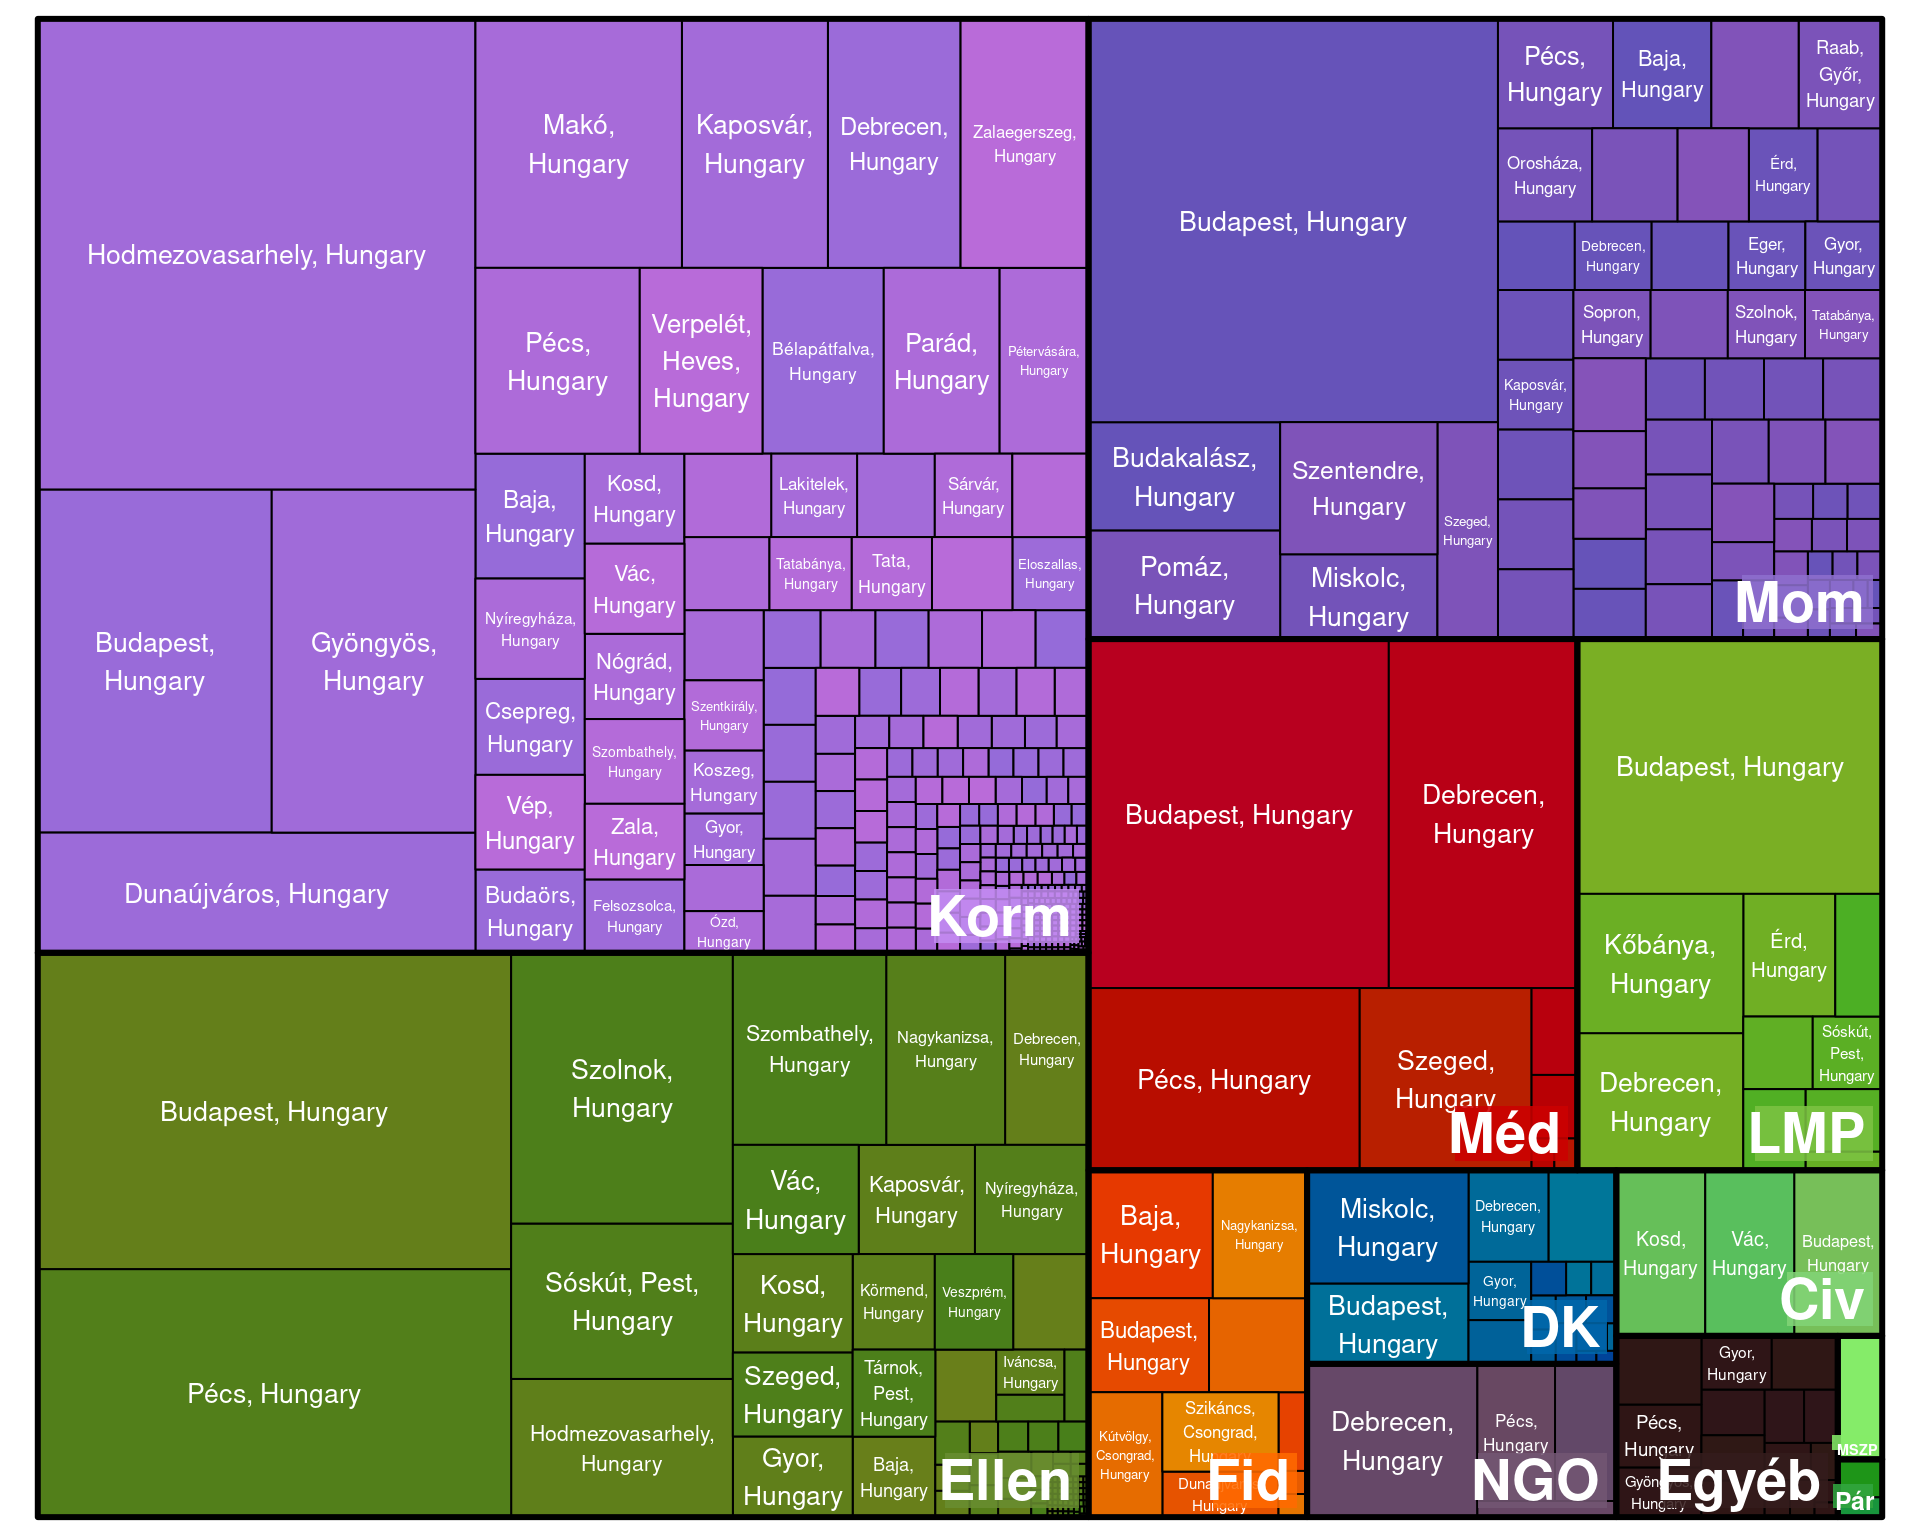 Hodmezovasarhely, Hungary
Makó,
Hungary
Kaposvár,
Hungary
Debrecen,
Hungary
Zalaegerszeg,
Hungary
Pécs,
Hungary
Verpelét,
Heves,
Hungary
Bélapátfalva,
Hungary
Parád,
Hungary
Pétervására,
Hungary
Budapest,
Hungary
Gyöngyös,
Hungary
Dunaújváros, Hungary
Baja,
Hungary
Kosd,
Hungary
Lakitelek,
Hungary
Sárvár,
Hungary
Vác,
Hungary
Tatabánya,
Hungary
Tata,
Hungary
Eloszallas,
Hungary
Nyíregyháza,
Hungary
Nógrád,
Hungary
Csepreg,
Hungary
Szentkirály,
Hungary
Szombathely,
Hungary
Koszeg,
Hungary
Vép,
Hungary
Zala,
Hungary
Gyor,
Hungary
Budaörs,
Hungary
Felsozsolca,
Hungary
Ózd,
Hungary
Korm
Budapest, Hungary
Pécs,
Hungary
Baja,
Hungary
Raab,
Győr,
Hungary
Orosháza,
Hungary
Érd,
Hungary
Debrecen,
Hungary
Eger,
Hungary
Gyor,
Hungary
Sopron,
Hungary
Szolnok,
Hungary
Tatabánya,
Hungary
Kaposvár,
Hungary
Budakalász,
Hungary
Szentendre,
Hungary
Szeged,
Hungary
Pomáz,
Hungary
Miskolc,
Hungary
Mom
Budapest, Hungary
Debrecen,
Hungary
Pécs, Hungary
Szeged,
Hungary
Méd
Budapest, Hungary
Kőbánya,
Hungary
Érd,
Hungary
Debrecen,
Hungary
Sóskút,
Pest,
Hungary
LMP
Budapest, Hungary
Szolnok,
Hungary
Szombathely,
Hungary
Nagykanizsa,
Hungary
Debrecen,
Hungary
Vác,
Hungary
Kaposvár,
Hungary
Nyíregyháza,
Hungary
Pécs, Hungary
Sóskút, Pest,
Hungary
Kosd,
Hungary
Körmend,
Hungary
Veszprém,
Hungary
Hodmezovasarhely,
Hungary
Szeged,
Hungary
Tárnok,
Pest,
Hungary
Iváncsa,
Hungary
Gyor,
Hungary
Baja,
Hungary
Ellen
Baja,
Hungary
Nagykanizsa,
Hungary
Budapest,
Hungary
Kútvölgy,
Csongrad,
Hungary
Szikáncs,
Csongrad,
Hungary
Dunaújváros,
Hungary
Fid
Miskolc,
Hungary
Debrecen,
Hungary
Budapest,
Hungary
Gyor,
Hungary
DK
Debrecen,
Hungary
Pécs,
Hungary
NGO
Kosd,
Hungary
Vác,
Hungary
Budapest,
Hungary
Civ
Gyor,
Hungary
Pécs,
Hungary
Gyöngyös,
Hungary
Egyéb
MSZP
Pár